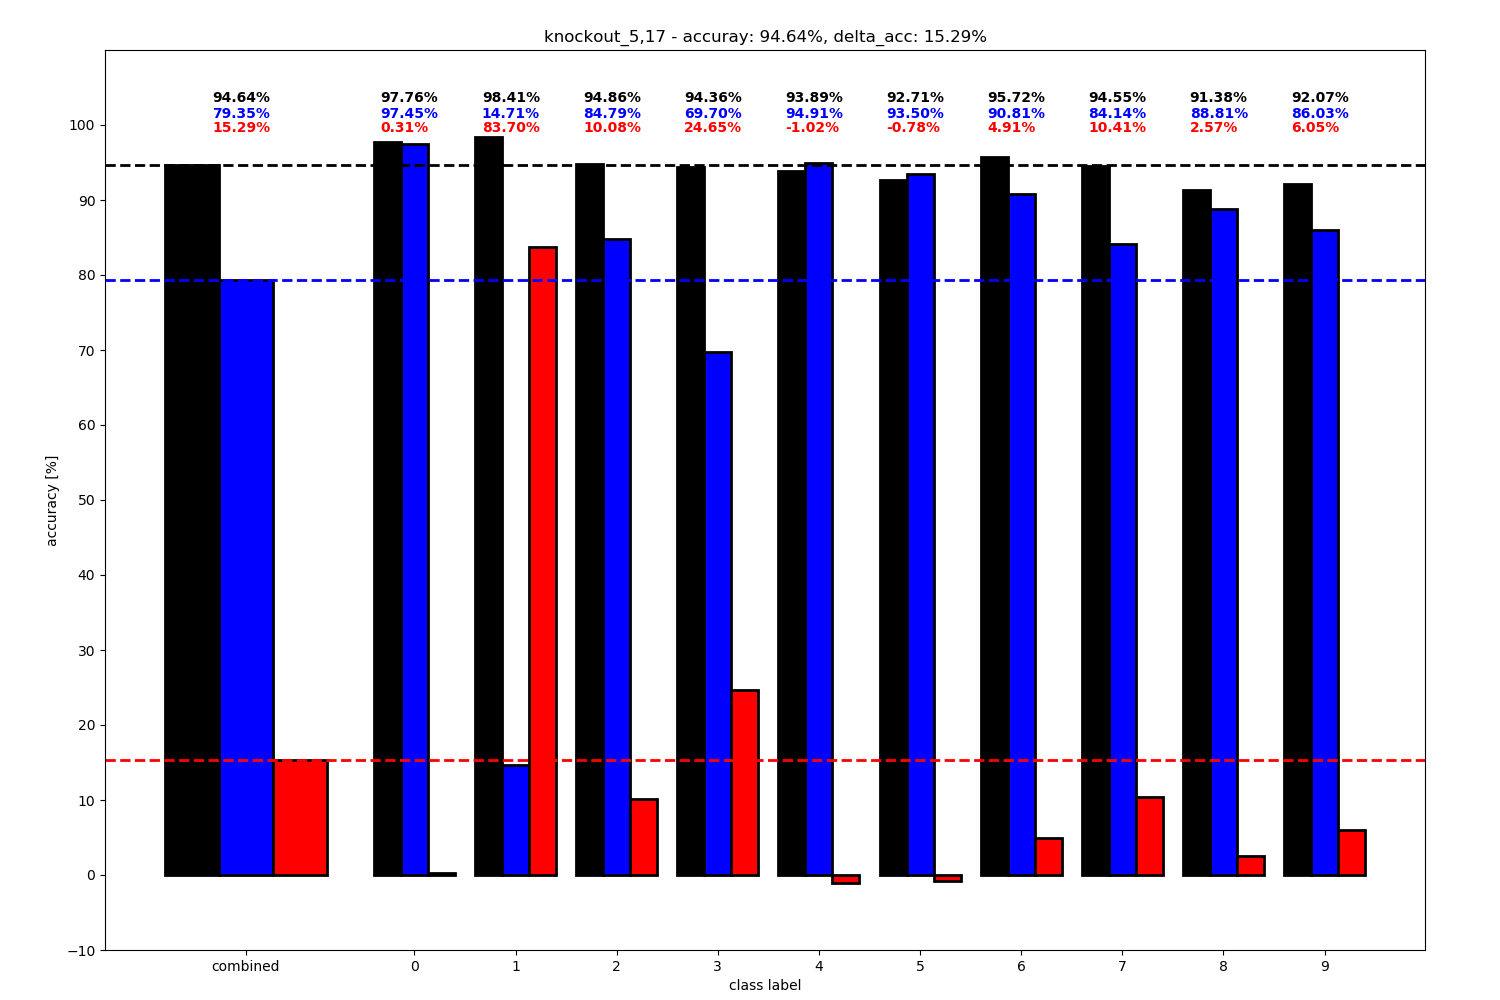 knockout_5,17 - accuray: 94.64%, delta_acc: 15.29%
94.64% 97.76% 98.41% 94.86% 94.36% 93.89% 92.71% 95.72% 94.55% 91.38% 92.07%
79.35% 97.45% 14.71% 84.79% 69.70% 94.91% 93.50% 90.81% 84.14% 88.81% 86.03%
15.29% 0.31% 83.70% 10.08% 24.65% -1.02% -0.78% 4.91% 10.41% 2.57% 6.05%
100
90
80
70
60
50
40
30
20
10
0
−10
accuracy [%]
combined 0 1 2 3 4 5 6 7 8 9
class label